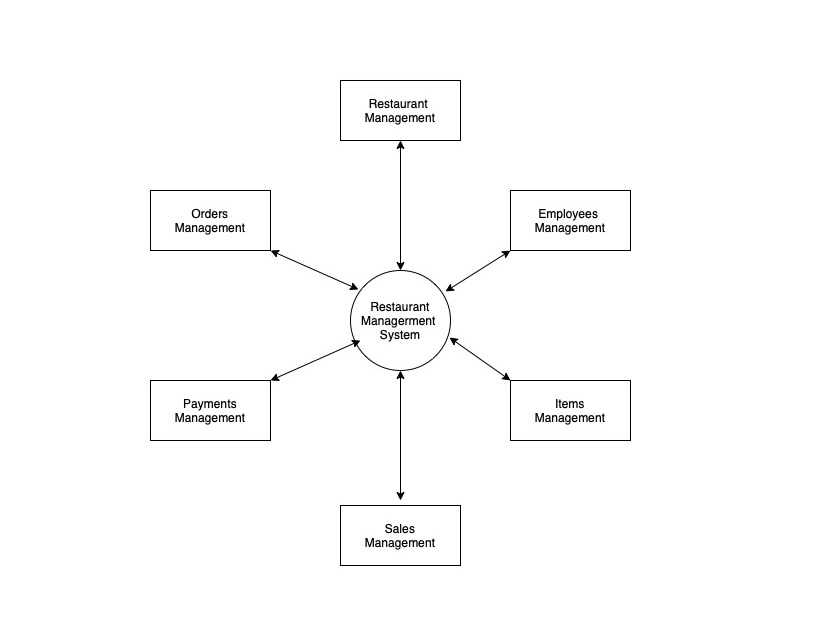 Restaurant
Management
Orders
Management
Employees
Management
Restaurant
Managerment
System
Payments
Management
Items
Management
Sales
Management